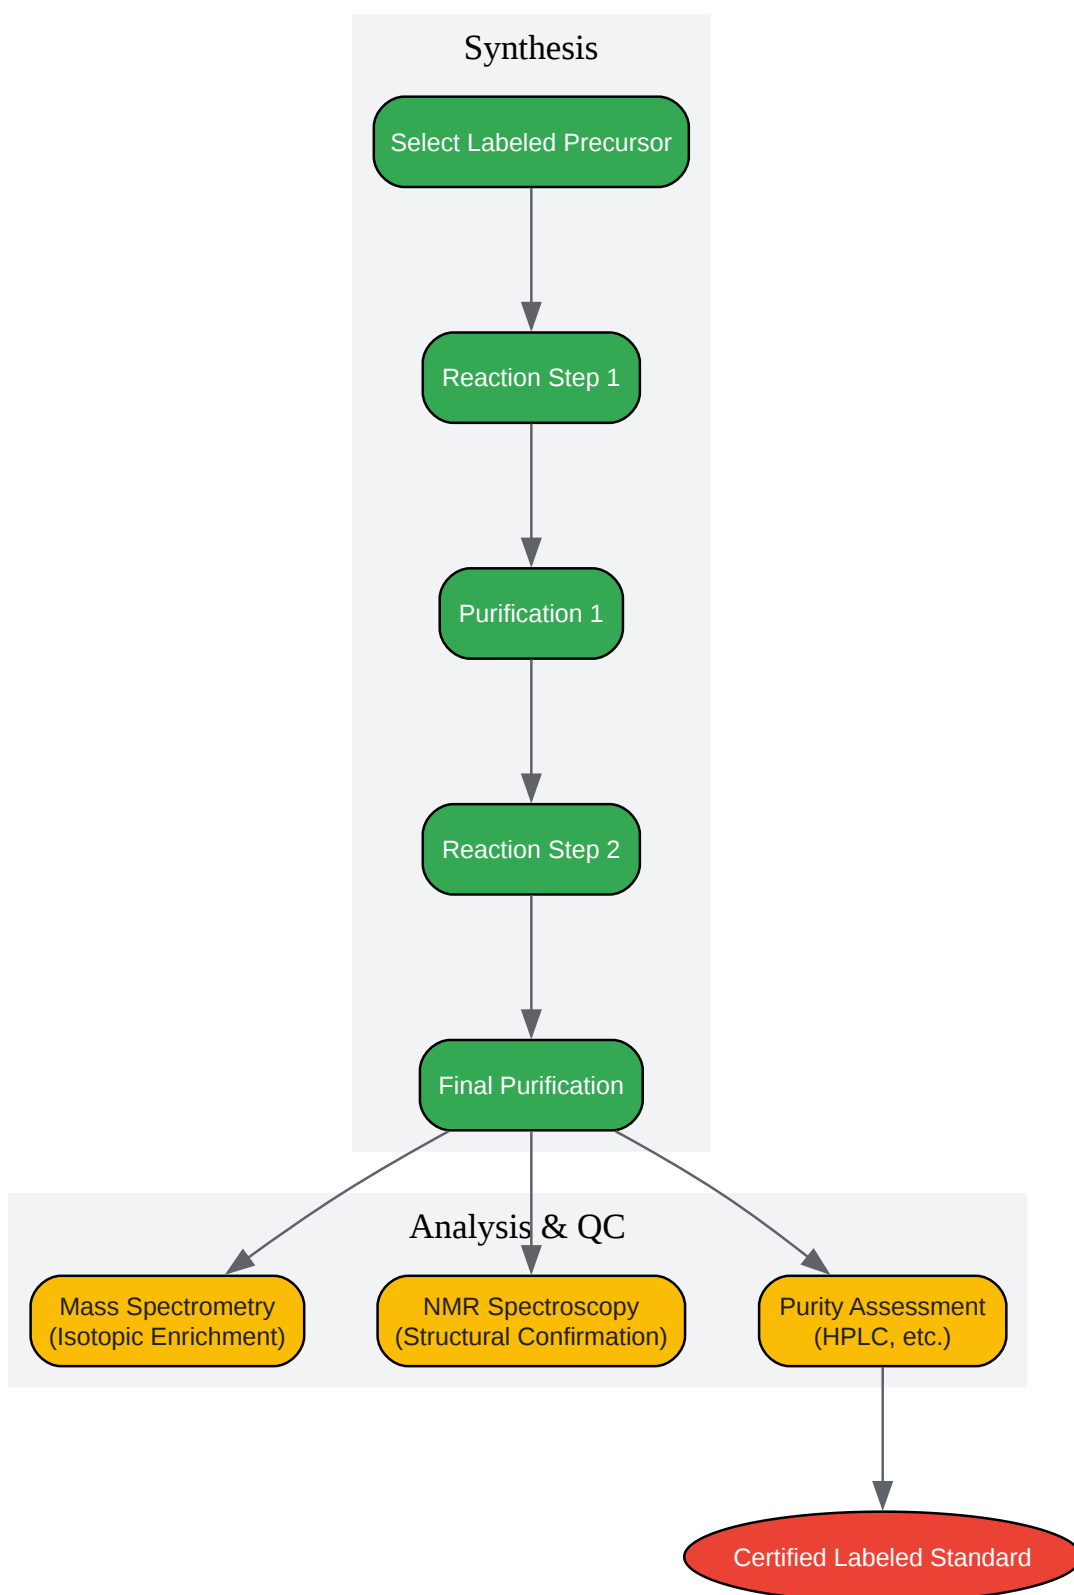 Synthesis
Select Labeled Precursor
Reaction Step 1
Purification 1
Reaction Step 2
Final Purification
Analysis & QC
Mass Spectrometry
(Isotopic Enrichment)
NMR Spectroscopy
(Structural Confirmation)
Purity Assessment
(HPLC, etc.)
Certified Labeled Standard